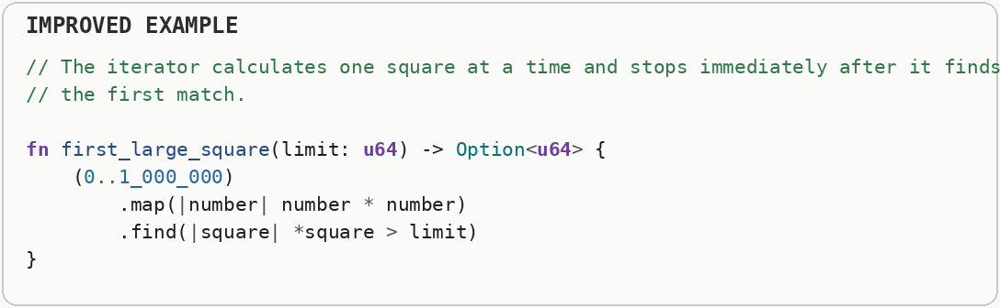 IMPROVED EXAMPLE
// The iterator calculates one square at a time and stops immediately after it finds
// the first match.
fn first_large_square(limit: u64) -> Option<u64> {
    (0..1_000_000)
        .map(|number| number * number)
        .find(|square| *square > limit)
}